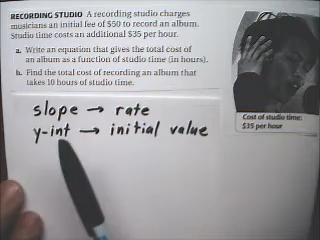 RECORDING STUDIO A recording studio charges
musicians an initial fee of $50 to record an album.
Studio time costs an additional $35 per hour.
a. Write an equation that gives the total cost of
an album as a function of studio time (in hours).
b. Find the total cost of recording an album that
takes 10 hours of studio time.
Cost of studio time:
$35 per hour
slope → rate
y-int → initial value